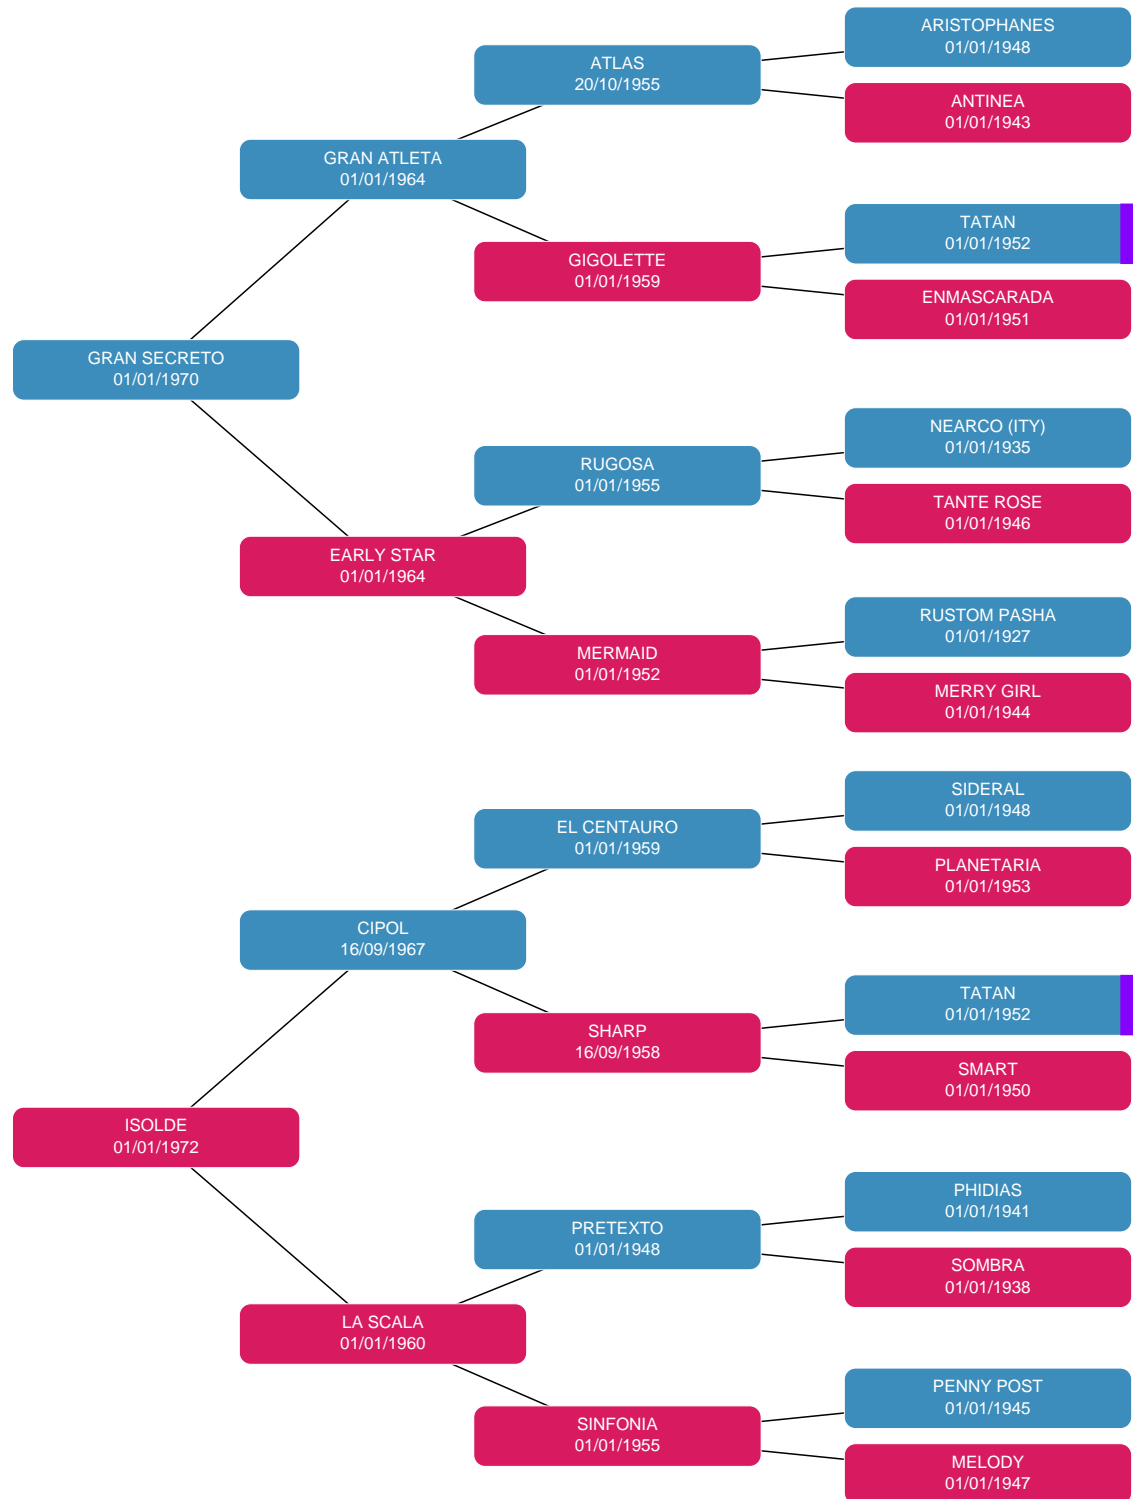 ARISTOPHANES
01/01/1948
ATLAS
20/10/1955
ANTINEA
01/01/1943
GRAN ATLETA
01/01/1964
TATAN
01/01/1952
GIGOLETTE
01/01/1959
ENMASCARADA
01/01/1951
GRAN SECRETO
01/01/1970
NEARCO (ITY)
01/01/1935
RUGOSA
01/01/1955
TANTE ROSE
01/01/1946
EARLY STAR
01/01/1964
RUSTOM PASHA
01/01/1927
MERMAID
01/01/1952
MERRY GIRL
01/01/1944
SIDERAL
01/01/1948
EL CENTAURO
01/01/1959
PLANETARIA
01/01/1953
CIPOL
16/09/1967
TATAN
01/01/1952
SHARP
16/09/1958
SMART
01/01/1950
ISOLDE
01/01/1972
PHIDIAS
01/01/1941
PRETEXTO
01/01/1948
SOMBRA
01/01/1938
LA SCALA
01/01/1960
PENNY POST
01/01/1945
SINFONIA
01/01/1955
MELODY
01/01/1947